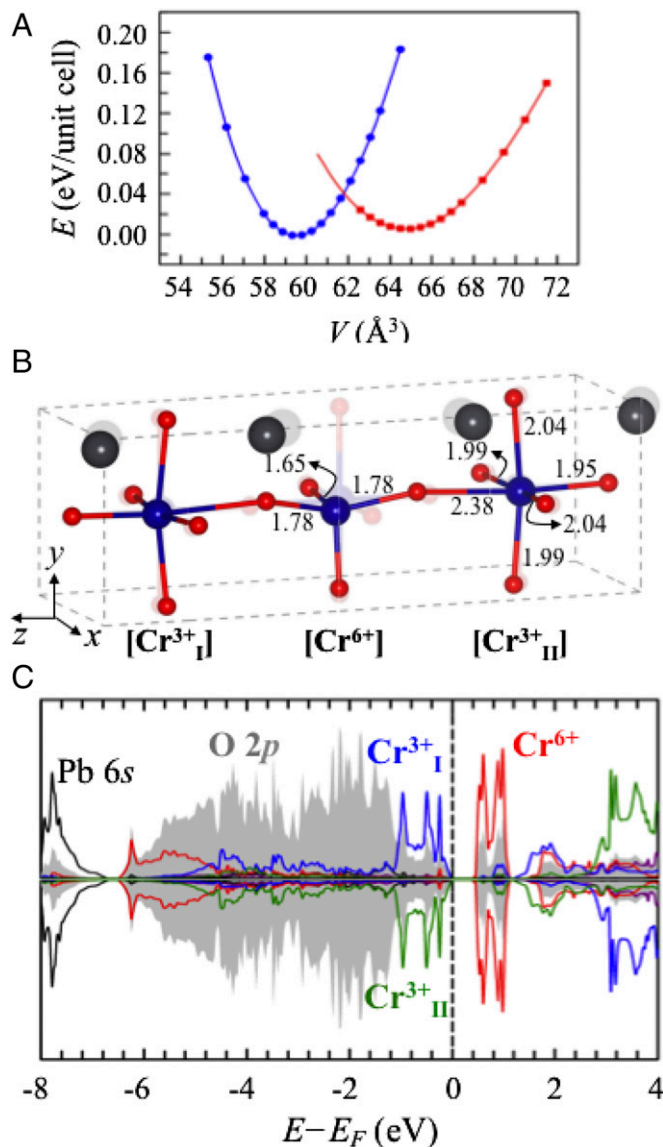 A
E (eV/unit cell)
0.20
0.16
0.12
0.08
0.04
0.00
54 56 58 60 62 64 66 68 70 72
V (Å³)
B
2.04
1.99
1.95
1.65
1.78
1.78
2.38
2.04
1.99
y
z
x
[Cr³⁺I] [Cr⁶⁺] [Cr³⁺II]
C
Pb 6s
O 2p
Cr³⁺I
Cr⁶⁺
Cr³⁺II
-8 -6 -4 -2 0 2 4
E−EF (eV)